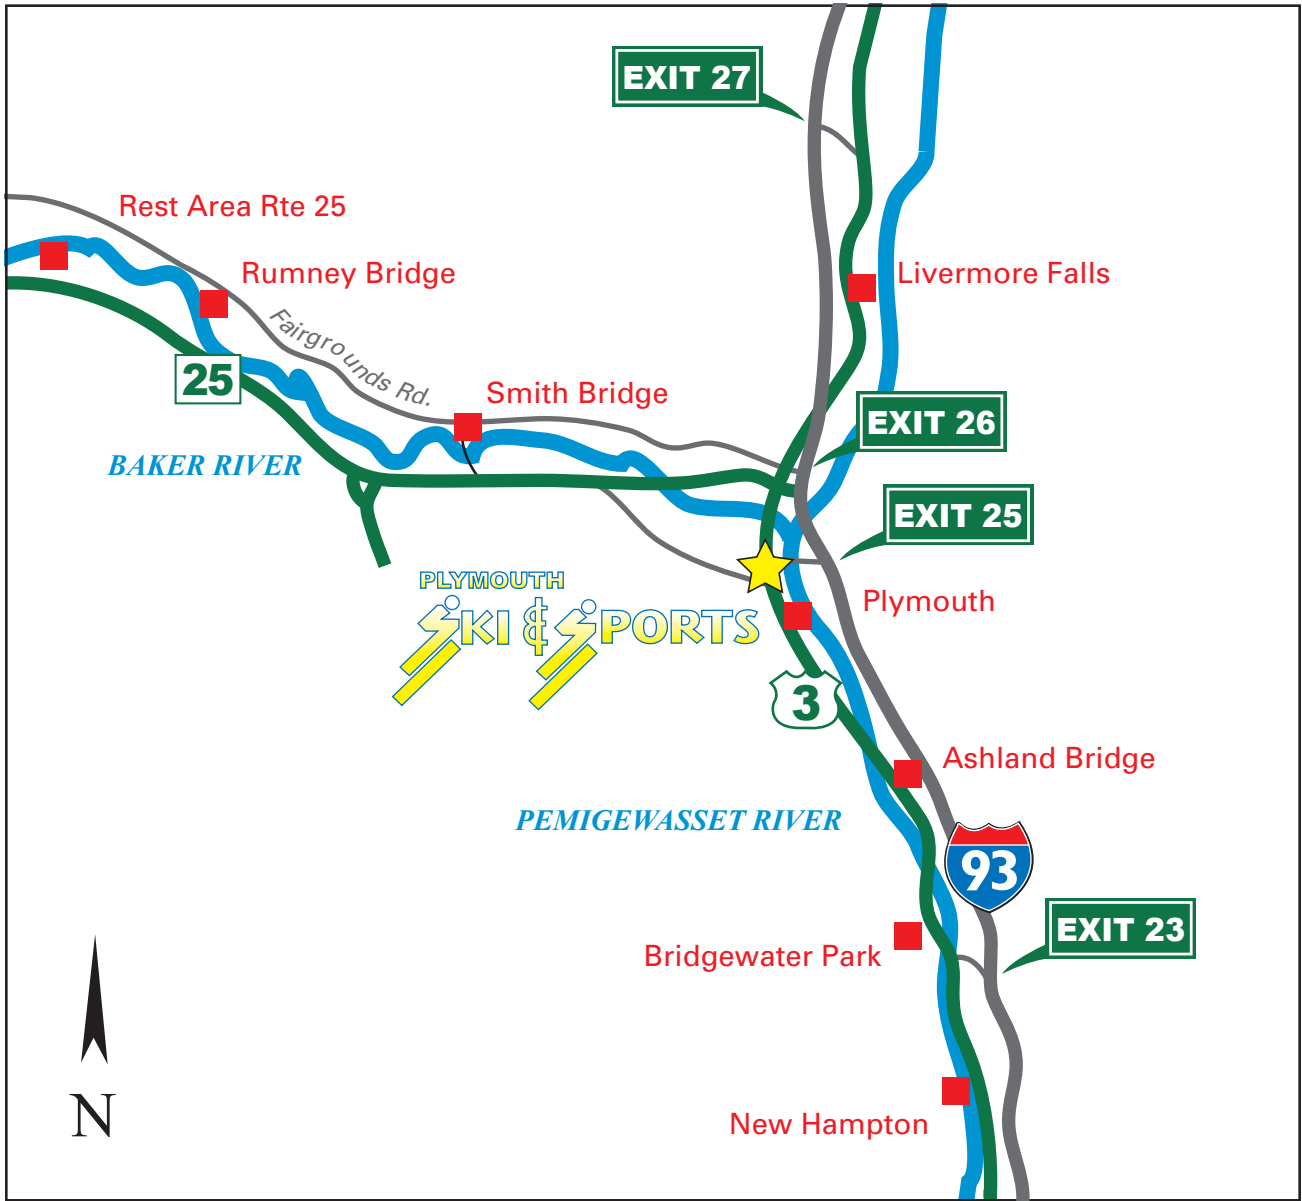 EXIT 27
Rest Area Rte 25
Rumney Bridge
Livermore Falls
Fairgrounds Rd.
25
Smith Bridge
EXIT 26
BAKER RIVER
EXIT 25
PLYMOUTH
SKI & SPORTS
Plymouth
3
Ashland Bridge
PEMIGEWASSET RIVER
93
EXIT 23
Bridgewater Park
N
New Hampton